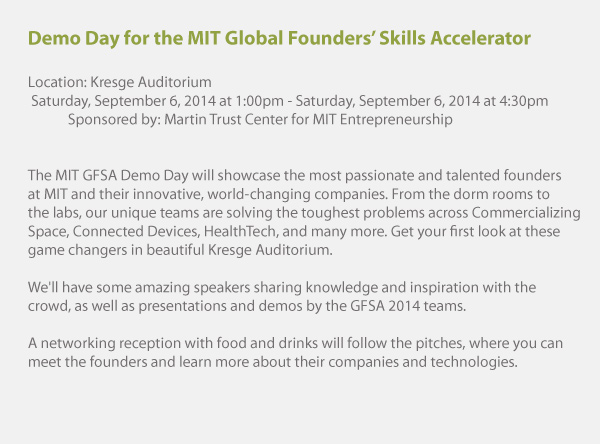 Demo Day for the MIT Global Founders’ Skills Accelerator
Location: Kresge Auditorium
Saturday, September 6, 2014 at 1:00pm - Saturday, September 6, 2014 at 4:30pm
Sponsored by: Martin Trust Center for MIT Entrepreneurship
The MIT GFSA Demo Day will showcase the most passionate and talented founders
at MIT and their innovative, world-changing companies. From the dorm rooms to
the labs, our unique teams are solving the toughest problems across Commercializing
Space, Connected Devices, HealthTech, and many more. Get your first look at these
game changers in beautiful Kresge Auditorium.
We'll have some amazing speakers sharing knowledge and inspiration with the
crowd, as well as presentations and demos by the GFSA 2014 teams.
A networking reception with food and drinks will follow the pitches, where you can
meet the founders and learn more about their companies and technologies.